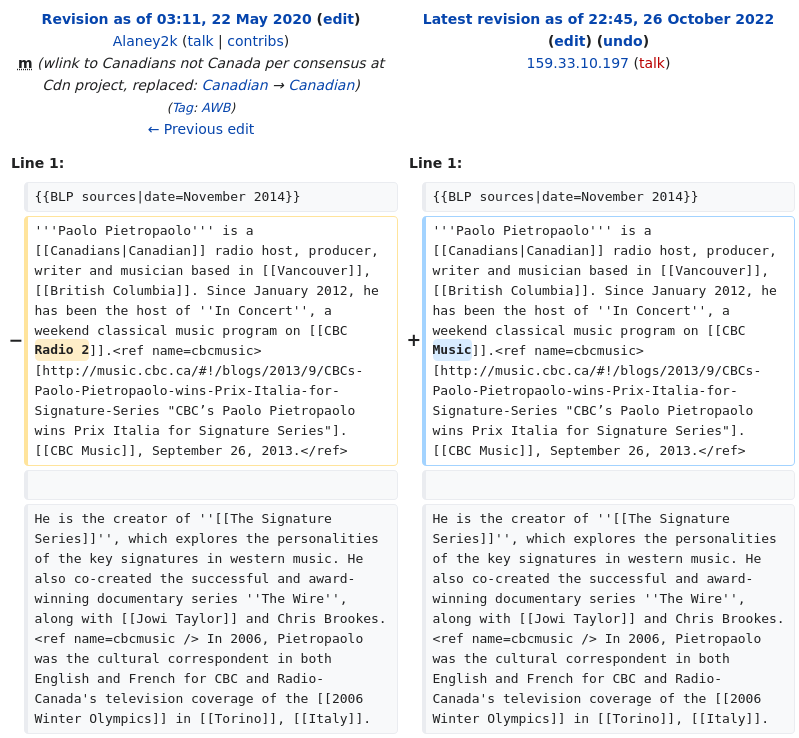 Revision as of 03:11, 22 May 2020 (edit)
Alaney2k (talk | contribs)
m (wlink to Canadians not Canada per consensus at
Cdn project, replaced: Canadian → Canadian)
(Tag: AWB)
← Previous edit
Latest revision as of 22:45, 26 October 2022
(edit) (undo)
159.33.10.197 (talk)
Line 1:
Line 1:
{{BLP sources|date=November 2014}}
{{BLP sources|date=November 2014}}
−
'''Paolo Pietropaolo''' is a
[[Canadians|Canadian]] radio host, producer,
writer and musician based in [[Vancouver]],
[[British Columbia]]. Since January 2012, he
has been the host of ''In Concert'', a
weekend classical music program on [[CBC
Radio 2]].<ref name=cbcmusic>
[http://music.cbc.ca/#!/blogs/2013/9/CBCs-
Paolo-Pietropaolo-wins-Prix-Italia-for-
Signature-Series "CBC’s Paolo Pietropaolo
wins Prix Italia for Signature Series"].
[[CBC Music]], September 26, 2013.</ref>
+
'''Paolo Pietropaolo''' is a
[[Canadians|Canadian]] radio host, producer,
writer and musician based in [[Vancouver]],
[[British Columbia]]. Since January 2012, he
has been the host of ''In Concert'', a
weekend classical music program on [[CBC
Music]].<ref name=cbcmusic>
[http://music.cbc.ca/#!/blogs/2013/9/CBCs-
Paolo-Pietropaolo-wins-Prix-Italia-for-
Signature-Series "CBC’s Paolo Pietropaolo
wins Prix Italia for Signature Series"].
[[CBC Music]], September 26, 2013.</ref>
He is the creator of ''[[The Signature
Series]]'', which explores the personalities
of the key signatures in western music. He
also co-created the successful and award-
winning documentary series ''The Wire'',
along with [[Jowi Taylor]] and Chris Brookes.
<ref name=cbcmusic /> In 2006, Pietropaolo
was the cultural correspondent in both
English and French for CBC and Radio-
Canada's television coverage of the [[2006
Winter Olympics]] in [[Torino]], [[Italy]].
He is the creator of ''[[The Signature
Series]]'', which explores the personalities
of the key signatures in western music. He
also co-created the successful and award-
winning documentary series ''The Wire'',
along with [[Jowi Taylor]] and Chris Brookes.
<ref name=cbcmusic /> In 2006, Pietropaolo
was the cultural correspondent in both
English and French for CBC and Radio-
Canada's television coverage of the [[2006
Winter Olympics]] in [[Torino]], [[Italy]].